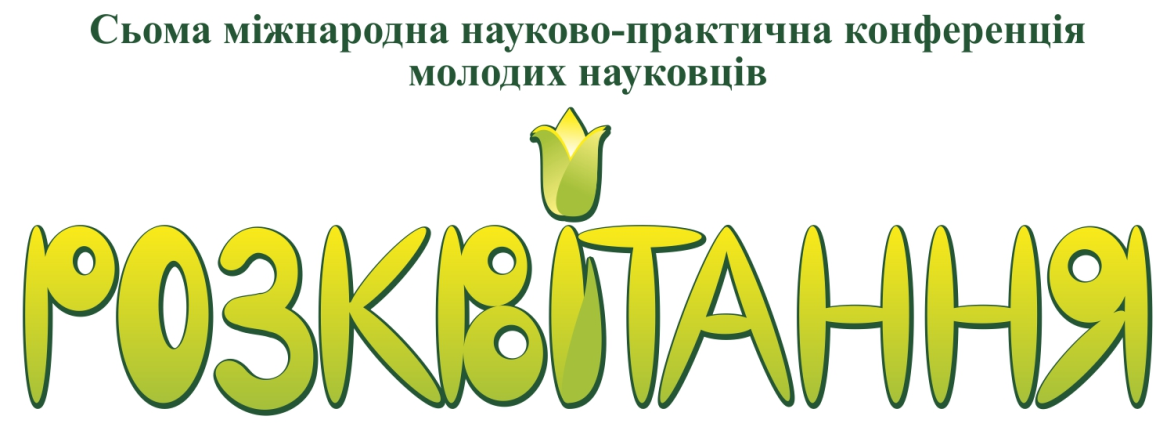 Сьома міжнародна науково-практична конференція
молодих науковців
РОЗКВІТАННЯ